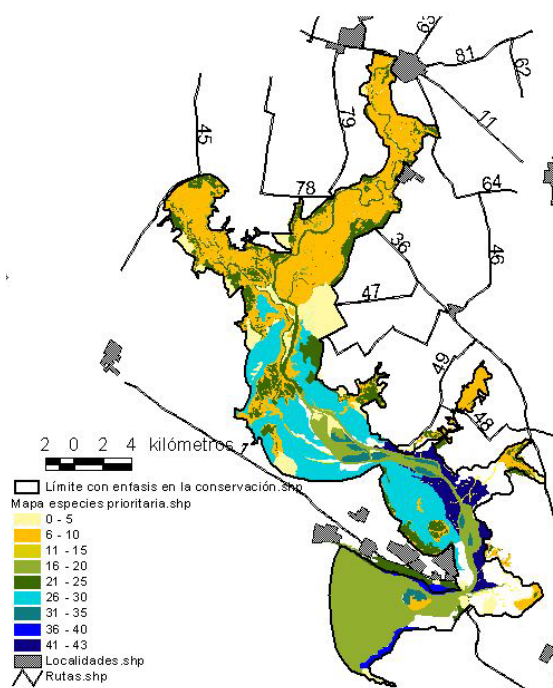 63
81
62
79
11
45
78
64
36
46
47
49
48
7
2 0 2 4 kilómetros
Límite con enfasis en la conservación.shp
Mapa especies prioritaria.shp
0 - 5
6 - 10
11 - 15
16 - 20
21 - 25
26 - 30
31 - 35
36 - 40
41 - 43
Localidades.shp
Rutas.shp